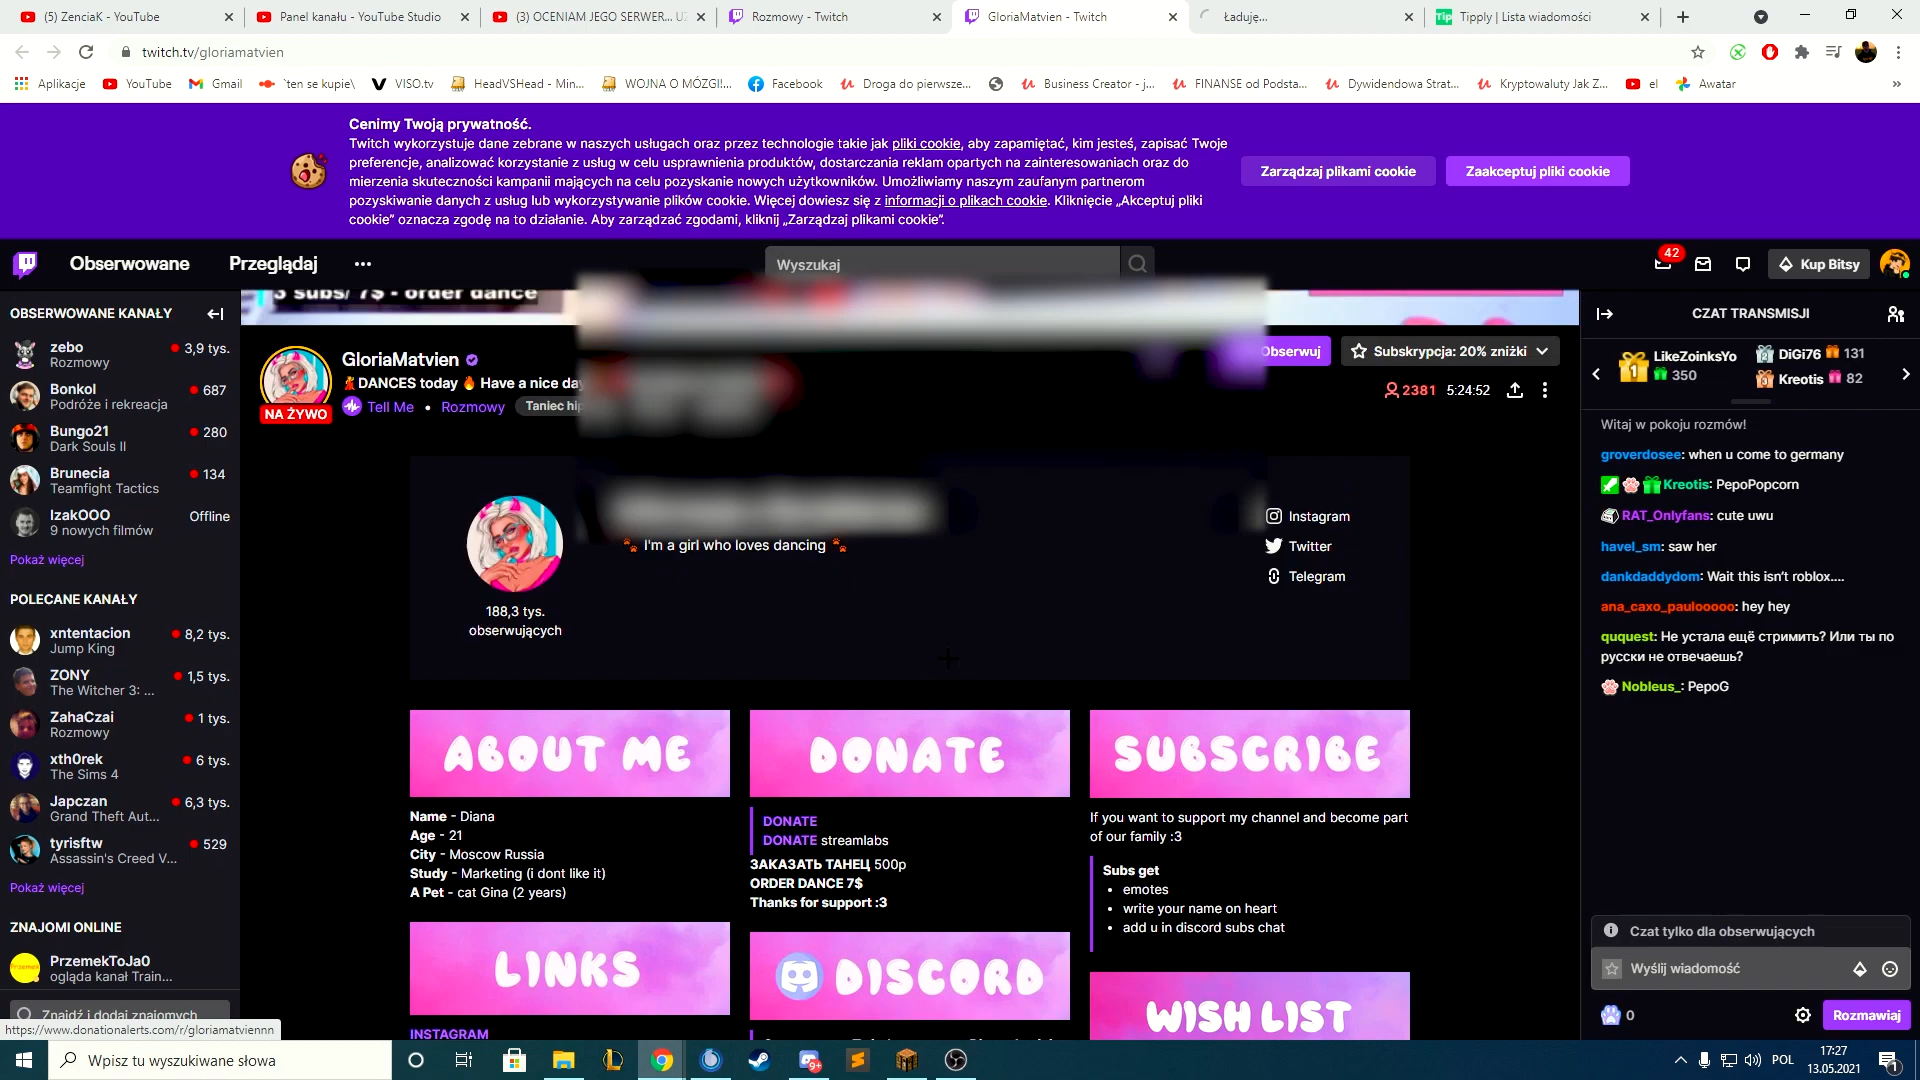 (5) ZenciaK - YouTube
Panel kanału - YouTube Studio
(3) OCENIAM JEGO SERWER...
Rozmowy - Twitch
GloriaMatvien - Twitch
Ładuję...
Tipply | Lista wiadomości
twitch.tv/gloriamatvien
Aplikacje
YouTube
Gmail
`ten se kupie\
VISO.tv
HeadVSHead - Min...
WOJNA O MÓZG!!...
Facebook
Droga do pierwsze...
Business Creator - j...
FINANSE od Podsta...
Dywidendowa Strat...
Kryptowaluty Jak Z...
el
Awatar
»
Cenimy Twoją prywatność.
Twitch wykorzystuje dane zebrane w naszych usługach oraz przez technologie takie jak pliki cookie, aby zapamiętać, kim jesteś, zapisać Twoje
preferencje, analizować korzystanie z usług w celu usprawnienia produktów, dostarczania reklam opartych na zainteresowaniach oraz do
mierzenia skuteczności kampanii mających na celu pozyskanie nowych użytkowników. Umożliwiamy naszym zaufanym partnerom
pozyskiwanie danych z usług lub wykorzystywanie plików cookie. Więcej dowiesz się z informacji o plikach cookie. Kliknięcie „Akceptuj pliki
cookie” oznacza zgodę na to działanie. Aby zarządzać zgodami, kliknij „Zarządzaj plikami cookie”.
Zarządzaj plikami cookie
Zaakceptuj pliki cookie
Obserwowane
Przeglądaj
Wyszukaj
42
Kup Bitsy
OBSERWOWANE KANAŁY
zebo
3,9 tys.
Rozmowy
Bonkol
687
Podróże i rekreacja
Bungo21
280
Dark Souls II
Brunecia
134
Teamfight Tactics
IzakOOO
Offline
9 nowych filmów
Pokaż więcej
POLECANE KANAŁY
xntentacion
8,2 tys.
Jump King
ZONY
1,5 tys.
The Witcher 3: ...
ZahaCzai
1 tys.
Rozmowy
xth0rek
6 tys.
The Sims 4
Japczan
6,3 tys.
Grand Theft Aut...
tyrisftw
529
Assassin's Creed V...
Pokaż więcej
ZNAJOMI ONLINE
PrzemekToJa0
ogląda kanał Train...
Znajdź i dodaj znajomych
https://www.donationalerts.com/r/gloriamatviennn
3 subs/ 7$ - order dance
GloriaMatvien
DANCES today Have a nice day
NA ŻYWO
Tell Me • Rozmowy
Taniec hip
Obserwuj
Subskrypcja: 20% zniżki
2381
5:24:52
188,3 tys.
obserwujących
I'm a girl who loves dancing
Instagram
Twitter
Telegram
ABOUT ME
Name - Diana
Age - 21
City - Moscow Russia
Study - Marketing (i dont like it)
A Pet - cat Gina (2 years)
LINKS
INSTAGRAM
DONATE
DONATE
DONATE streamlabs
ЗАКАЗАТЬ ТАНЕЦ 500р
ORDER DANCE 7$
Thanks for support :3
DISCORD
SUBSCRIBE
If you want to support my channel and become part
of our family :3
Subs get
• emotes
• write your name on heart
• add u in discord subs chat
WISH LIST
CZAT TRANSMISJI
1
LikeZoinksYo
350
2
DiGi76
131
3
Kreotis
82
Witaj w pokoju rozmów!
groverdosee: when u come to germany
Kreotis: PepoPopcorn
RAT_Onlyfans: cute uwu
havel_sm: saw her
dankdaddydom: Wait this isn’t roblox....
ana_caxo_paulooooo: hey hey
ququest: Не устала ещё стримить? Или ты по
русски не отвечаешь?
Nobleus_: PepoG
Czat tylko dla obserwujących
Wyślij wiadomość
0
Rozmawiaj
Wpisz tu wyszukiwane słowa
9+
POL
17:27
13.05.2021
1